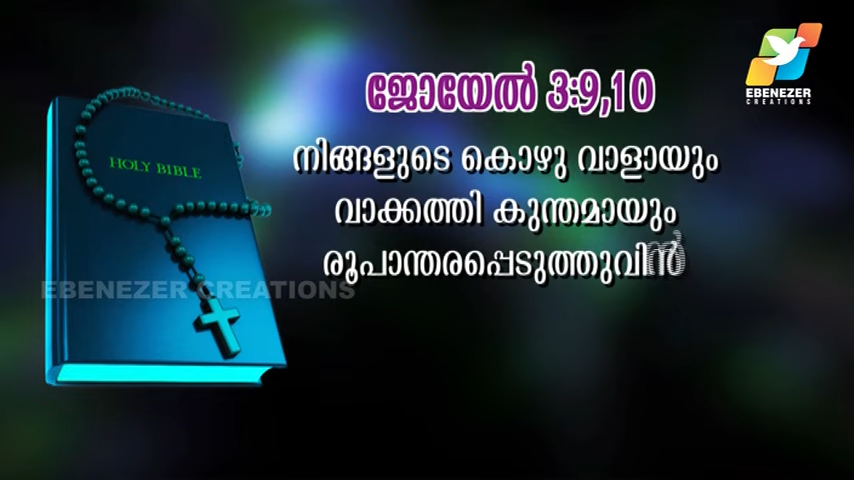 EBENEZER
CREATIONS
ജോയേൽ 3:9,10
HOLY BIBLE
നിങ്ങളുടെ കൊഴു വാളായും
വാക്കത്തി കുന്തമായും
രൂപാന്തരപ്പെടുത്തുവിൻ
EBENEZER CREATIONS